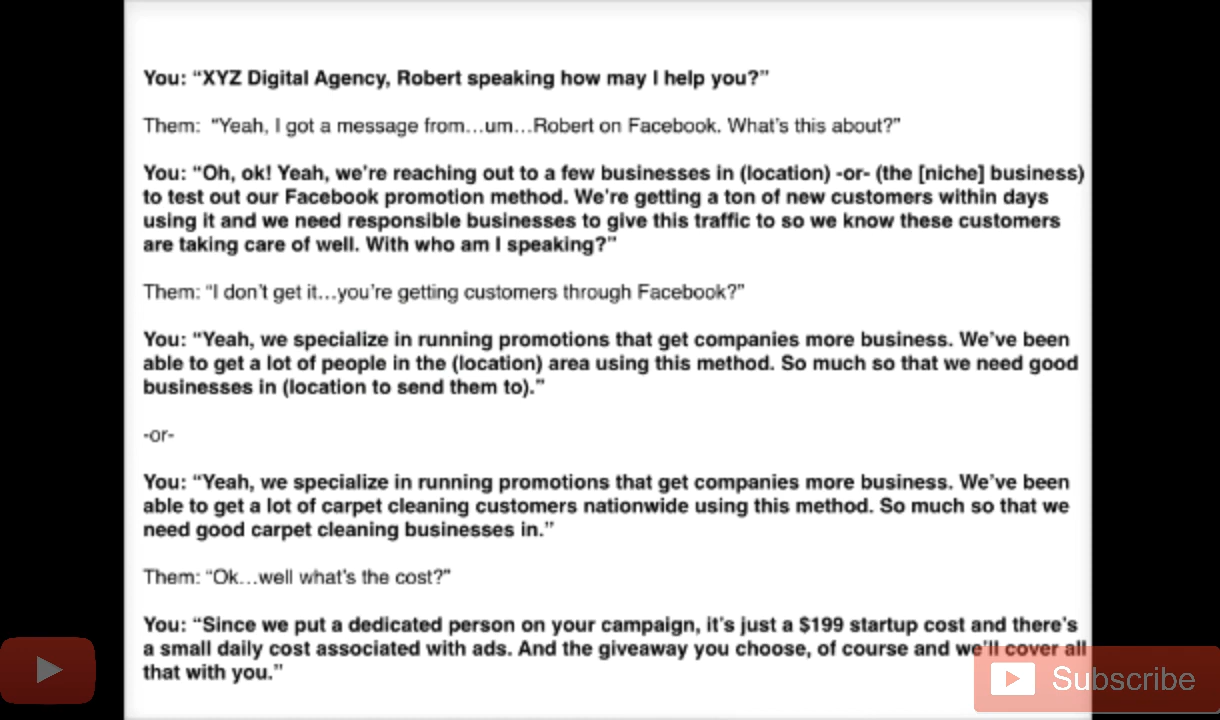 You: “XYZ Digital Agency, Robert speaking how may I help you?”
Them:  “Yeah, I got a message from...um...Robert on Facebook. What’s this about?”
You: “Oh, ok! Yeah, we’re reaching out to a few businesses in (location) -or- (the [niche] business)
to test out our Facebook promotion method. We’re getting a ton of new customers within days
using it and we need responsible businesses to give this traffic to so we know these customers
are taking care of well. With who am I speaking?”
Them: “I don’t get it...you’re getting customers through Facebook?”
You: “Yeah, we specialize in running promotions that get companies more business. We’ve been
able to get a lot of people in the (location) area using this method. So much so that we need good
businesses in (location to send them to).”
-or-
You: “Yeah, we specialize in running promotions that get companies more business. We’ve been
able to get a lot of carpet cleaning customers nationwide using this method. So much so that we
need good carpet cleaning businesses in.”
Them: “Ok...well what’s the cost?”
You: “Since we put a dedicated person on your campaign, it’s just a $199 startup cost and there’s
a small daily cost associated with ads. And the giveaway you choose, of course and we’ll cover all
that with you.”
Subscribe